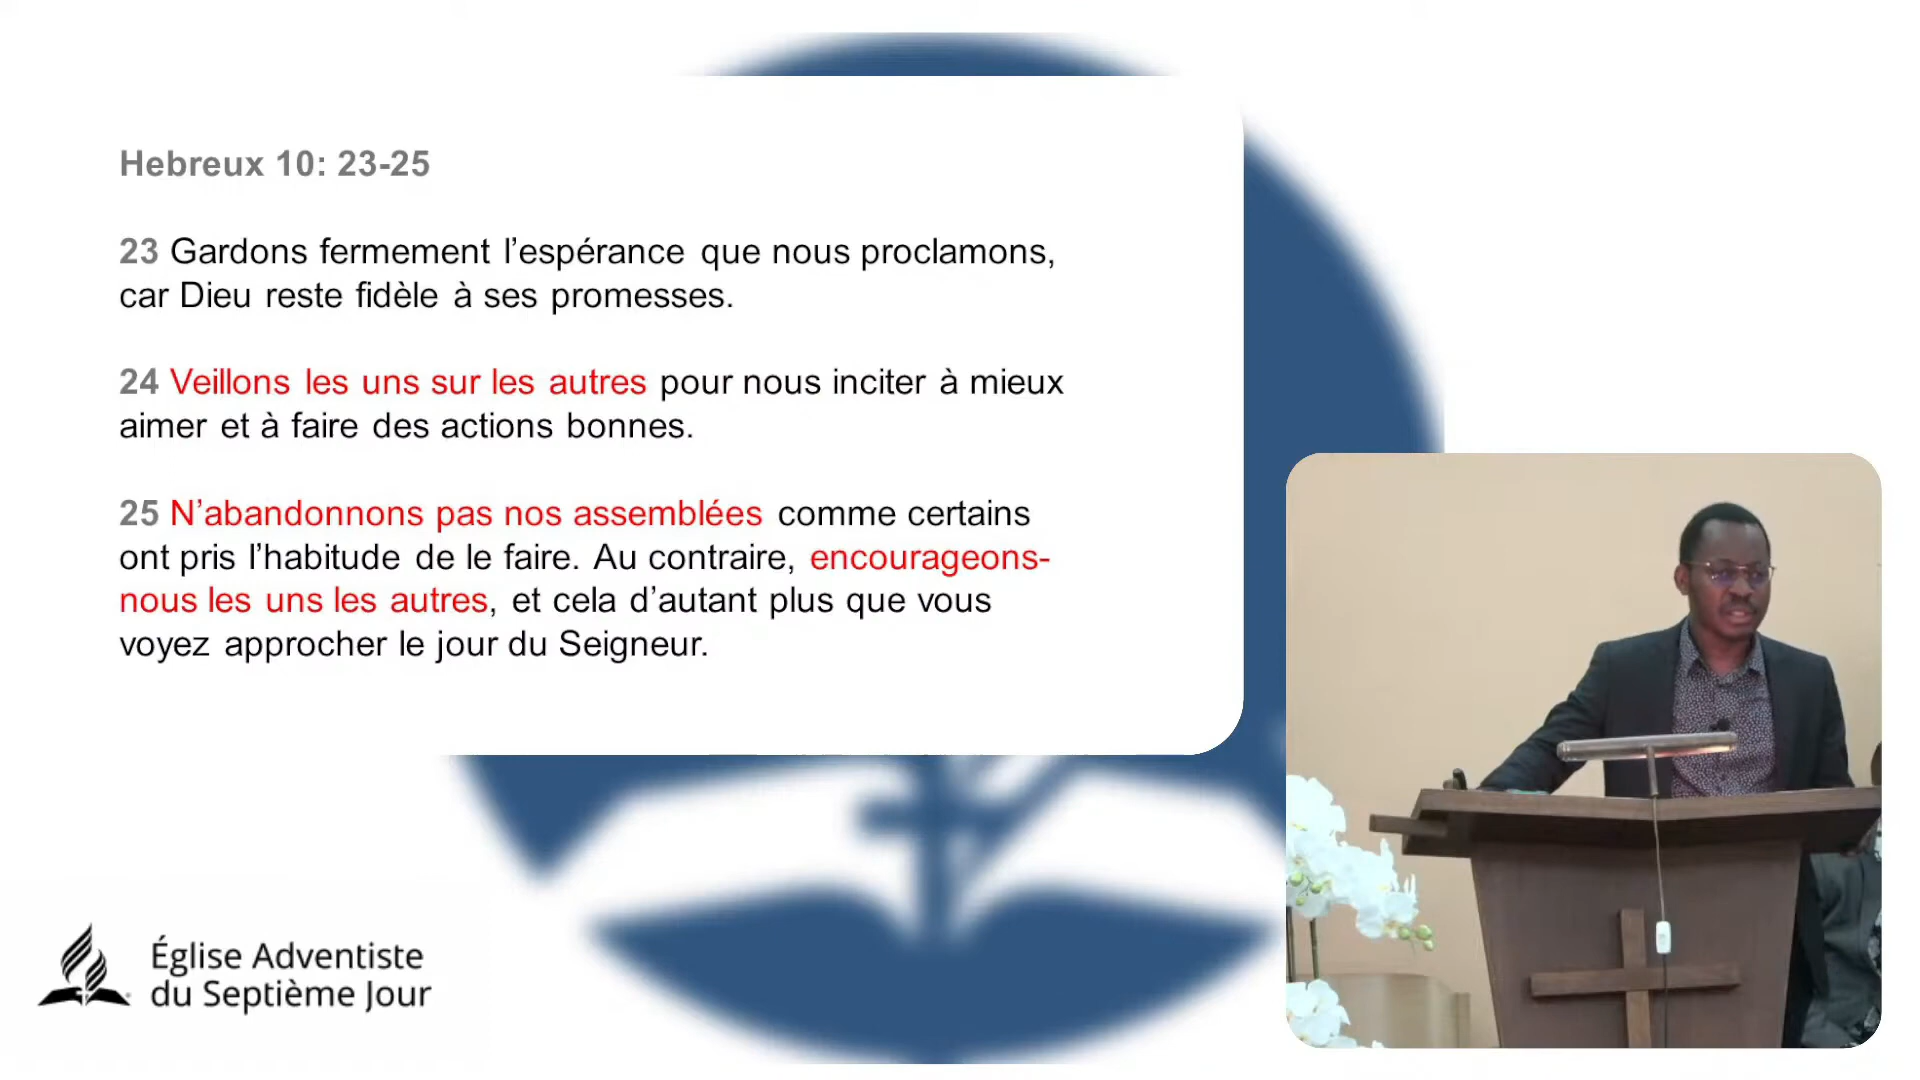 Hebreux 10: 23-25
23 Gardons fermement l’espérance que nous proclamons,
car Dieu reste fidèle à ses promesses.
24 Veillons les uns sur les autres pour nous inciter à mieux
aimer et à faire des actions bonnes.
25 N’abandonnons pas nos assemblées comme certains
ont pris l’habitude de le faire. Au contraire, encourageons-
nous les uns les autres, et cela d’autant plus que vous
voyez approcher le jour du Seigneur.
Église Adventiste
du Septième Jour